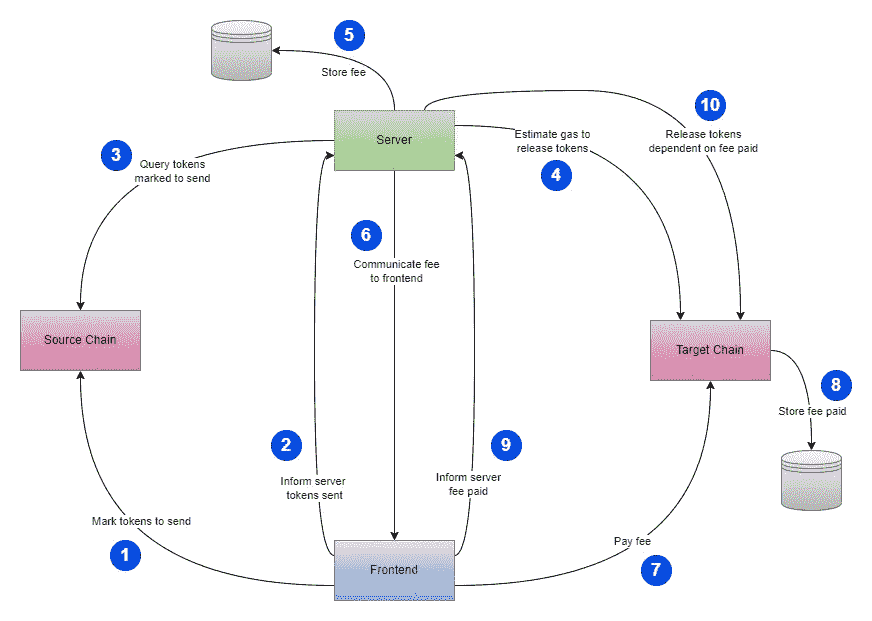 5
Store fee
10
Server
Estimate gas to
release tokens
Release tokens
dependent on fee paid
3
Query tokens
marked to send
4
6
Communicate fee
to frontend
Source Chain
Target Chain
8
Store fee paid
2
Inform server
tokens sent
9
Inform server
fee paid
Mark tokens to send
1
Pay fee
7
Frontend